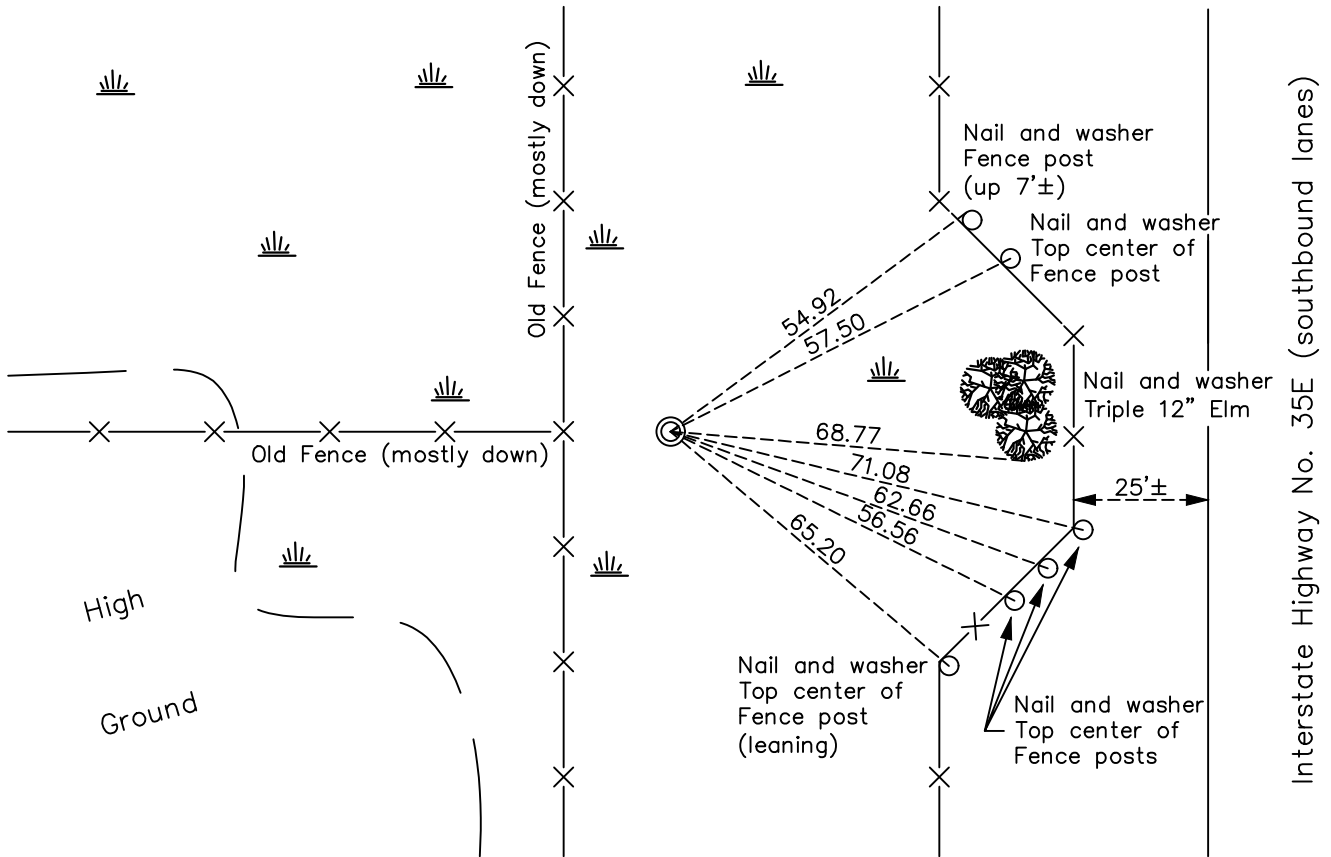 Old Fence (mostly down)
Nail and washer
Fence post
(up 7'±)
Nail and washer
Top center of
Fence post
54.92
57.50
Interstate Highway No. 35E (southbound lanes)
Nail and washer
Triple 12" Elm
Old Fence (mostly down)
68.77
71.08
62.66
56.56
65.20
25'±
High
Ground
Nail and washer
Top center of
Fence post
(leaning)
Nail and washer
Top center of
Fence posts